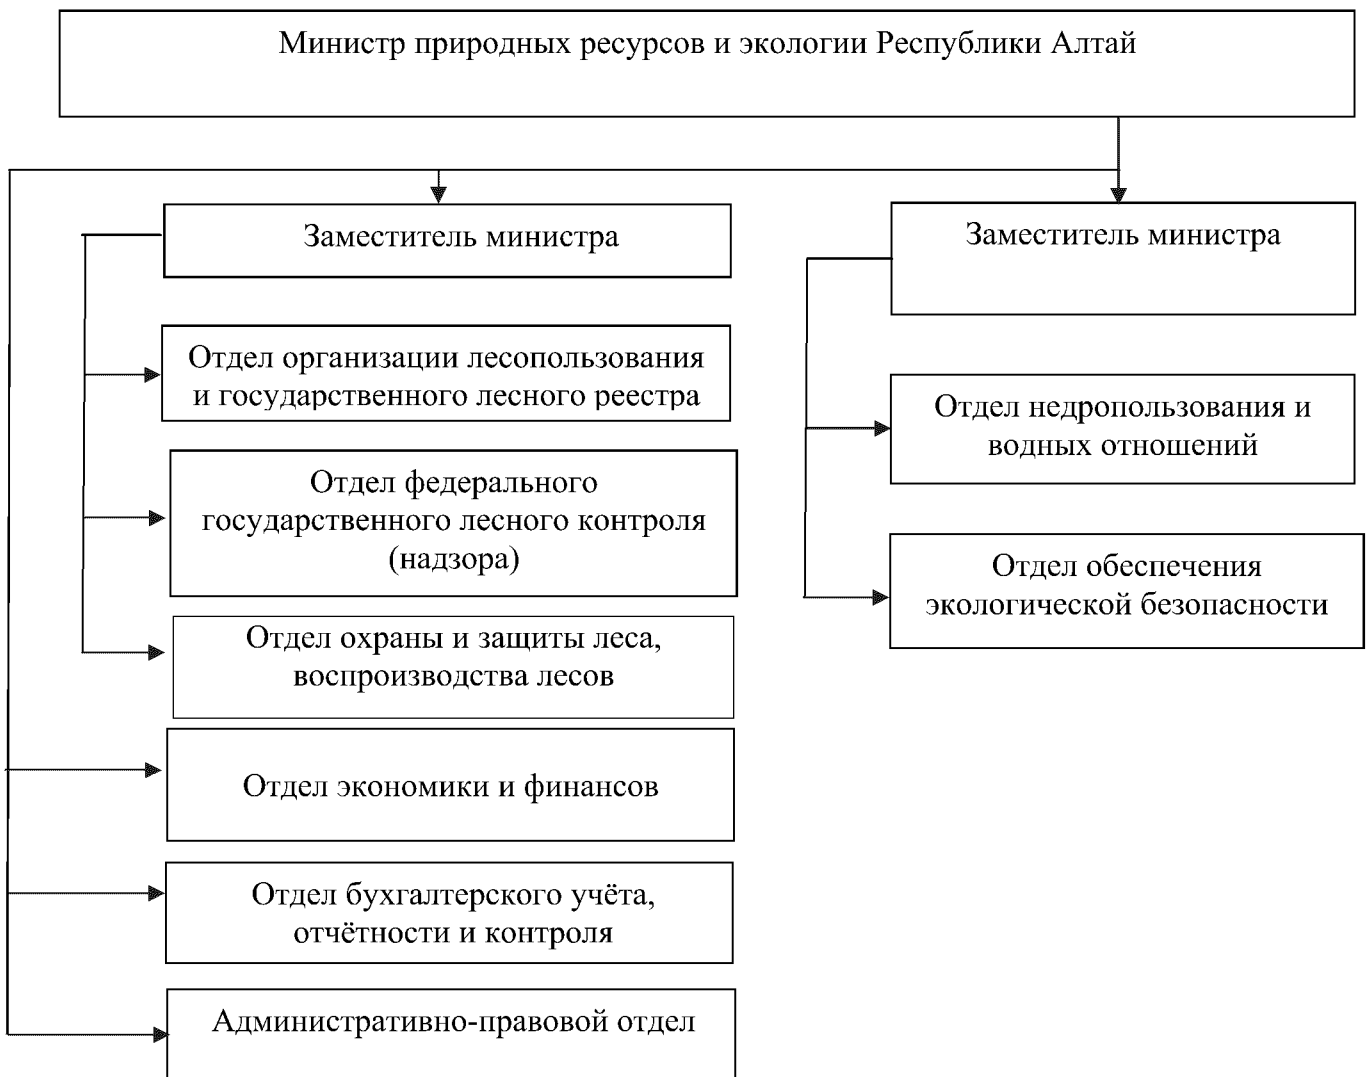 Министр природных ресурсов и экологии Республики Алтай
Заместитель министра
Отдел организации лесопользования
и государственного лесного реестра
Отдел федерального
государственного лесного контроля
(надзора)
Отдел охраны и защиты леса,
воспроизводства лесов
Отдел экономики и финансов
Отдел бухгалтерского учёта,
отчётности и контроля
Административно-правовой отдел
Заместитель министра
Отдел недропользования и
водных отношений
Отдел обеспечения
экологической безопасности